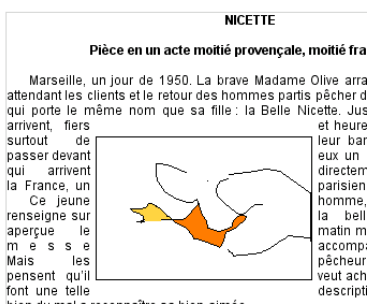 NICETTE
Pièce en un acte moitié provençale, moitié fra
Marseille, un jour de 1950. La brave Madame Olive arra
attendant les clients et le retour des hommes partis pêcher d
qui porte le même nom que sa fille : la Belle Nicette. Jus
arrivent, fiers et heure
surtout de leur bar
passer devant eux un
qui arrivent directem
la France, un parisien
Ce jeune homme,
renseigne sur la bell
aperçue le matin m
messe accompa
Mais les pêcheur
pensent qu'il veut ach
font une telle descripti